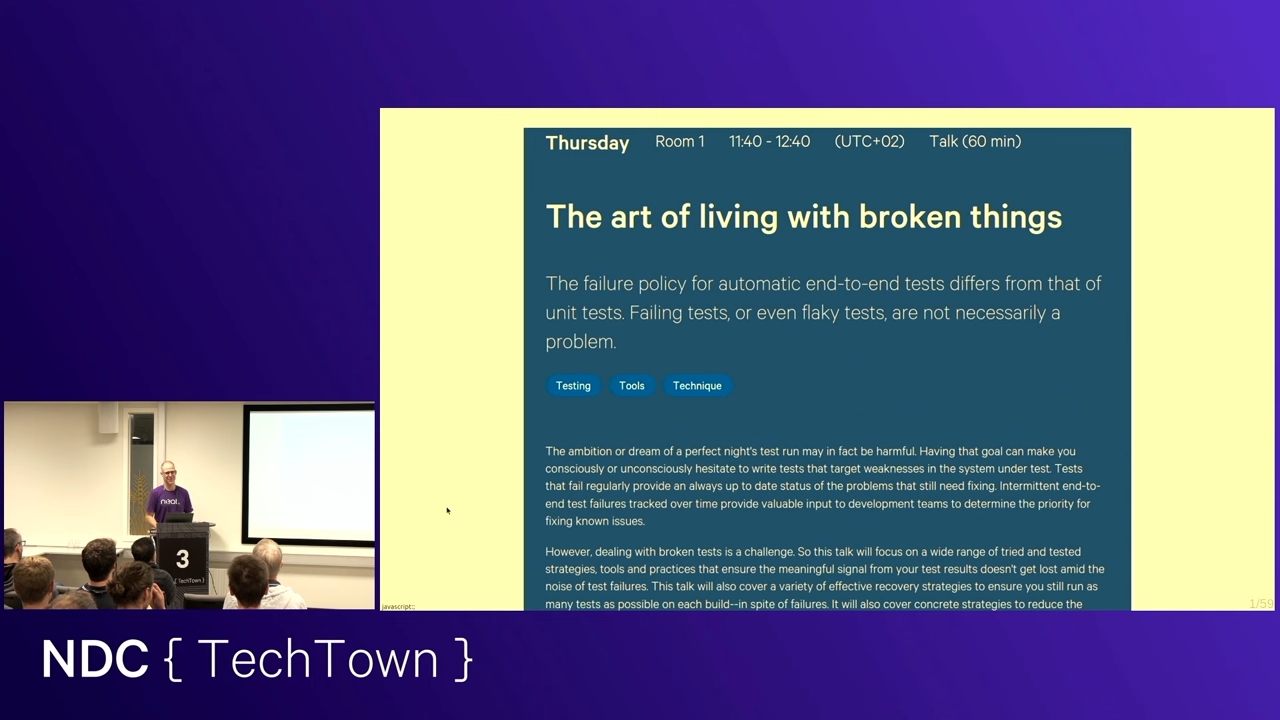 Thursday Room 1 11:40 - 12:40 (UTC+02) Talk (60 min)
The art of living with broken things
The failure policy for automatic end-to-end tests differs from that of
unit tests. Failing tests, or even flaky tests, are not necessarily a
problem.
Testing Tools Technique
The ambition or dream of a perfect night's test run may in fact be harmful. Having that goal can make you
consciously or unconsciously hesitate to write tests that target weaknesses in the system under test. Tests
that fail regularly provide an always up to date status of the problems that still need fixing. Intermittent end-to-
end test failures tracked over time provide valuable input to development teams to determine the priority for
fixing known issues.
However, dealing with broken tests is a challenge. So this talk will focus on a wide range of tried and tested
strategies, tools and practices that ensure the meaningful signal from your test results doesn't get lost amid the
noise of test failures. This talk will also cover a variety of effective recovery strategies to ensure you still run as
many tests as possible on each build--in spite of failures. It will also cover concrete strategies to reduce the
javascript:;
1/59
neat.
3
{ TechTown }
NDC { TechTown }